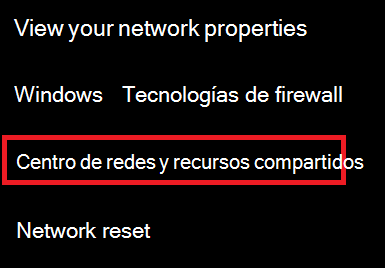 View your network properties
Windows Tecnologías de firewall
Centro de redes y recursos compartidos
Network reset